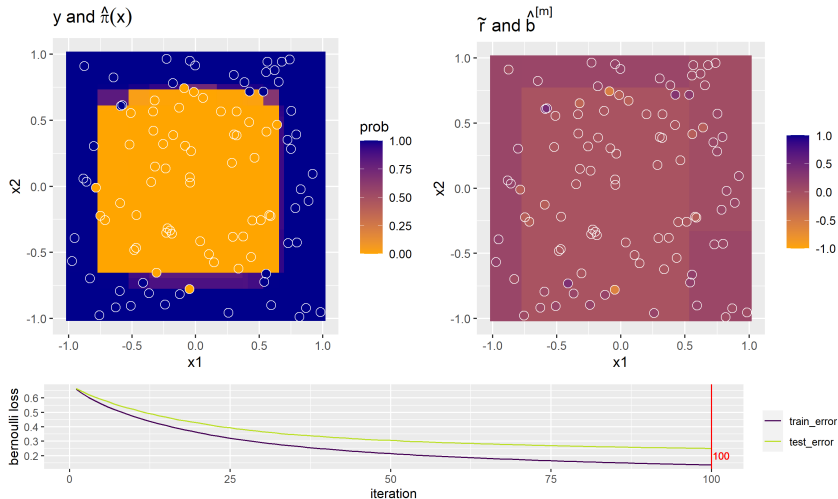 y and π̂(x)
r̃ and b̂^[m]
1.0
0.5
0.0
-0.5
-1.0
x2
-1.0 -0.5 0.0 0.5 1.0
x1
prob
1.00
0.75
0.50
0.25
0.00
1.0
0.5
0.0
-0.5
-1.0
x2
-1.0 -0.5 0.0 0.5 1.0
x1
1.0
0.5
0.0
-0.5
-1.0
bernoulli loss
0.6
0.5
0.4
0.3
0.2
100
0 25 50 75 100
iteration
train_error
test_error